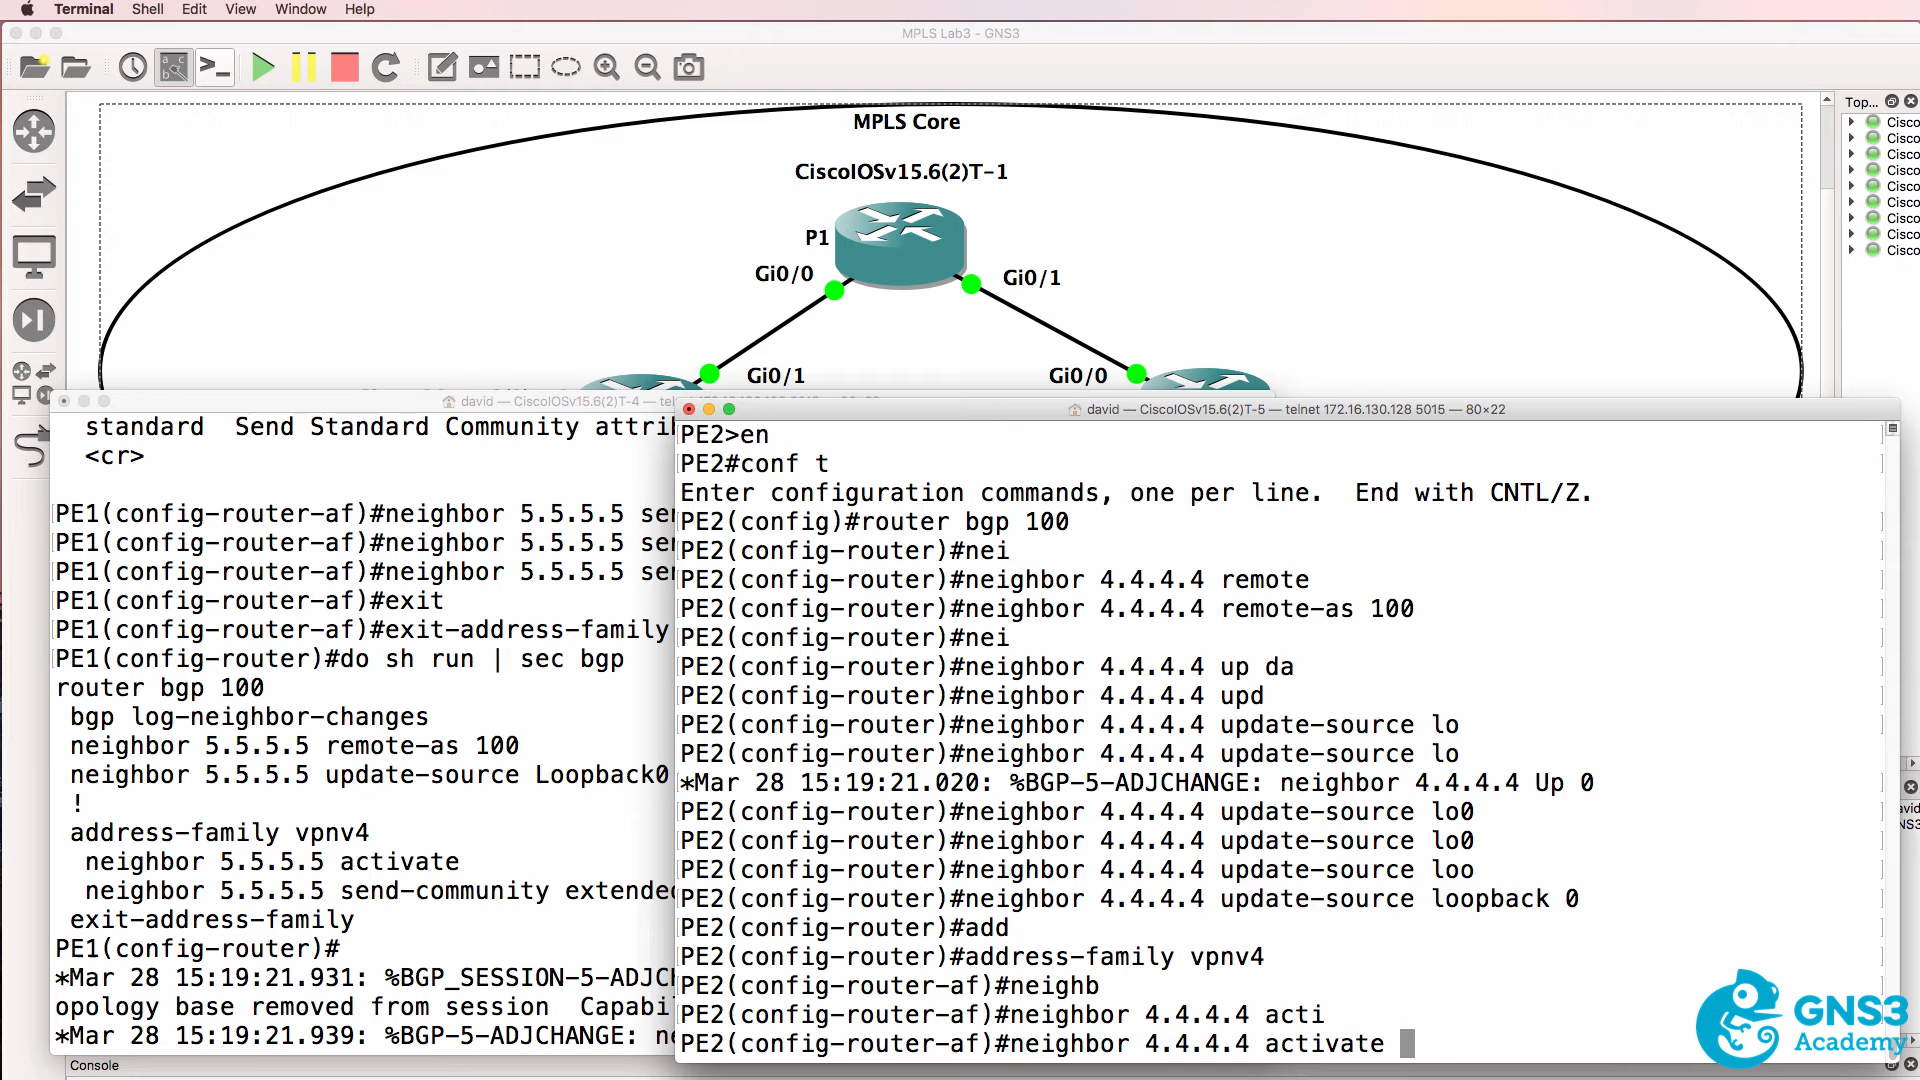 Terminal Shell Edit View Window Help
MPLS Lab3 - GNS3
MPLS Core
CiscoIOSv15.6(2)T-1
P1
Gi0/0
Gi0/1
Gi0/1
Gi0/0
Top...
Cisco
Cisco
Cisco
Cisco
Cisco
Cisco
Cisco
Cisco
Cisco
david — CiscoIOSv15.6(2)T-4 —
standard Send Standard Community
<cr>
PE1(config-router-af)#neighbor 5.5.5.5
PE1(config-router-af)#neighbor 5.5.5.5
PE1(config-router-af)#neighbor 5.5.5.5
PE1(config-router-af)#exit
PE1(config-router-af)#exit-address-family
PE1(config-router)#do sh run | sec bgp
router bgp 100
bgp log-neighbor-changes
neighbor 5.5.5.5 remote-as 100
neighbor 5.5.5.5 update-source Loopback0
!
address-family vpnv4
neighbor 5.5.5.5 activate
neighbor 5.5.5.5 send-community extended
exit-address-family
PE1(config-router)#
*Mar 28 15:19:21.931: %BGP_SESSION-5-ADJC
opology base removed from session Capabi
*Mar 28 15:19:21.939: %BGP-5-ADJCHANGE: ne
david — CiscoIOSv15.6(2)T-5 — telnet 172.16.130.128 5015 — 80×22
PE2>en
PE2#conf t
Enter configuration commands, one per line. End with CNTL/Z.
PE2(config)#router bgp 100
PE2(config-router)#nei
PE2(config-router)#neighbor 4.4.4.4 remote
PE2(config-router)#neighbor 4.4.4.4 remote-as 100
PE2(config-router)#nei
PE2(config-router)#neighbor 4.4.4.4 up da
PE2(config-router)#neighbor 4.4.4.4 upd
PE2(config-router)#neighbor 4.4.4.4 update-source lo
PE2(config-router)#neighbor 4.4.4.4 update-source lo
*Mar 28 15:19:21.020: %BGP-5-ADJCHANGE: neighbor 4.4.4.4 Up 0
PE2(config-router)#neighbor 4.4.4.4 update-source lo0
PE2(config-router)#neighbor 4.4.4.4 update-source lo0
PE2(config-router)#neighbor 4.4.4.4 update-source loo
PE2(config-router)#neighbor 4.4.4.4 update-source loopback 0
PE2(config-router)#add
PE2(config-router)#address-family vpnv4
PE2(config-router-af)#neighb
PE2(config-router-af)#neighbor 4.4.4.4 acti
PE2(config-router-af)#neighbor 4.4.4.4 activate
Console
GNS3
Academy